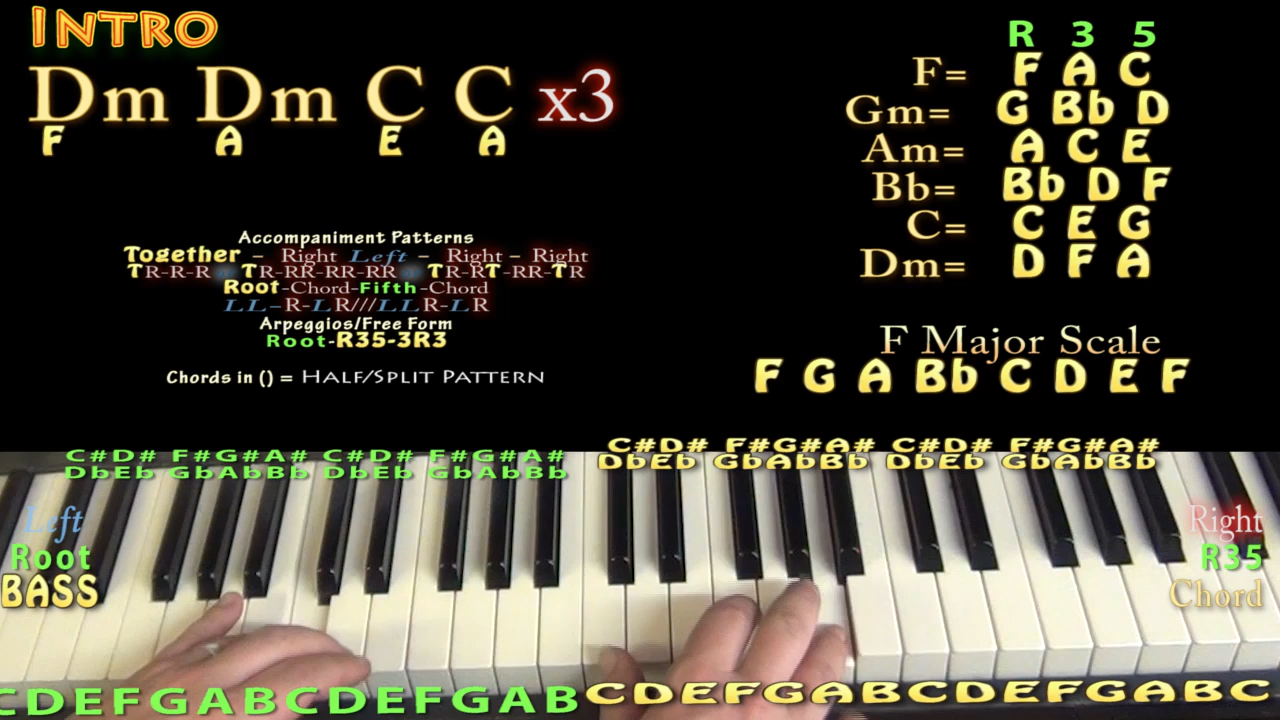 INTRO
Dm Dm C C x3
F A E A
R 3 5
F= F A C
Gm= G Bb D
Am= A C E
Bb= Bb D F
C= C E G
Dm= D F A
Accompaniment Patterns
Together – Right Left – Right – Right
TR-R-R TR-RR-RR-RR TR-RT-RR-TR
Root-Chord-Fifth-Chord
LL-R-LR///LLR-LR
Arpeggios/Free Form
Root-R35-3R3
Chords in () = HALF/SPLIT PATTERN
F Major Scale
F G A Bb C D E F
C#D# F#G#A# C#D# F#G#A# C#D# F#G#A# C#D# F#G#A#
DbEb GbAbBb DbEb GbAbBb DbEb GbAbBb DbEb GbAbBb
Left
Root
BASS
Right
R35
Chord
CDEFGABCDEFGAB CDEFGABCDEFGABC